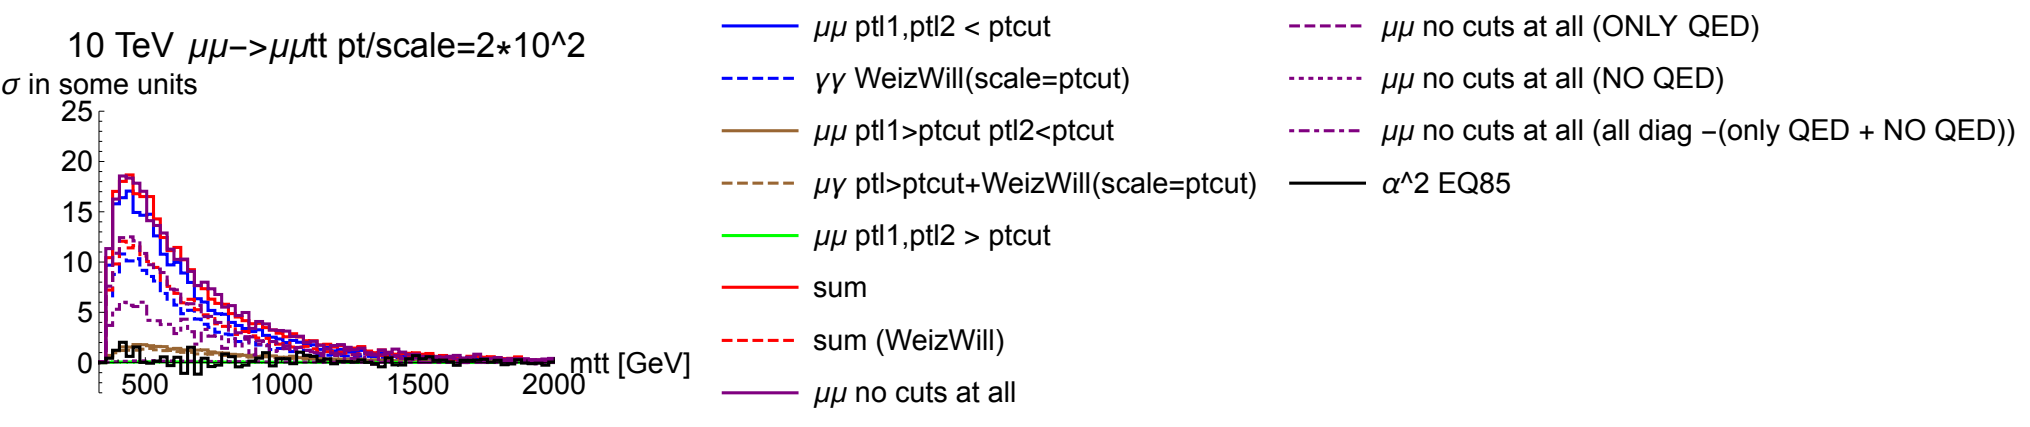 10 TeV μμ−>μμtt pt/scale=2*10^2
σ in some units
25
20
15
10
5
0
500
1000
1500
2000
mtt [GeV]
μμ ptl1,ptl2 < ptcut
γγ WeizWill(scale=ptcut)
μμ ptl1>ptcut ptl2<ptcut
μγ ptl>ptcut+WeizWill(scale=ptcut)
μμ ptl1,ptl2 > ptcut
sum
sum (WeizWill)
μμ no cuts at all
μμ no cuts at all (ONLY QED)
μμ no cuts at all (NO QED)
μμ no cuts at all (all diag −(only QED + NO QED))
α^2 EQ85